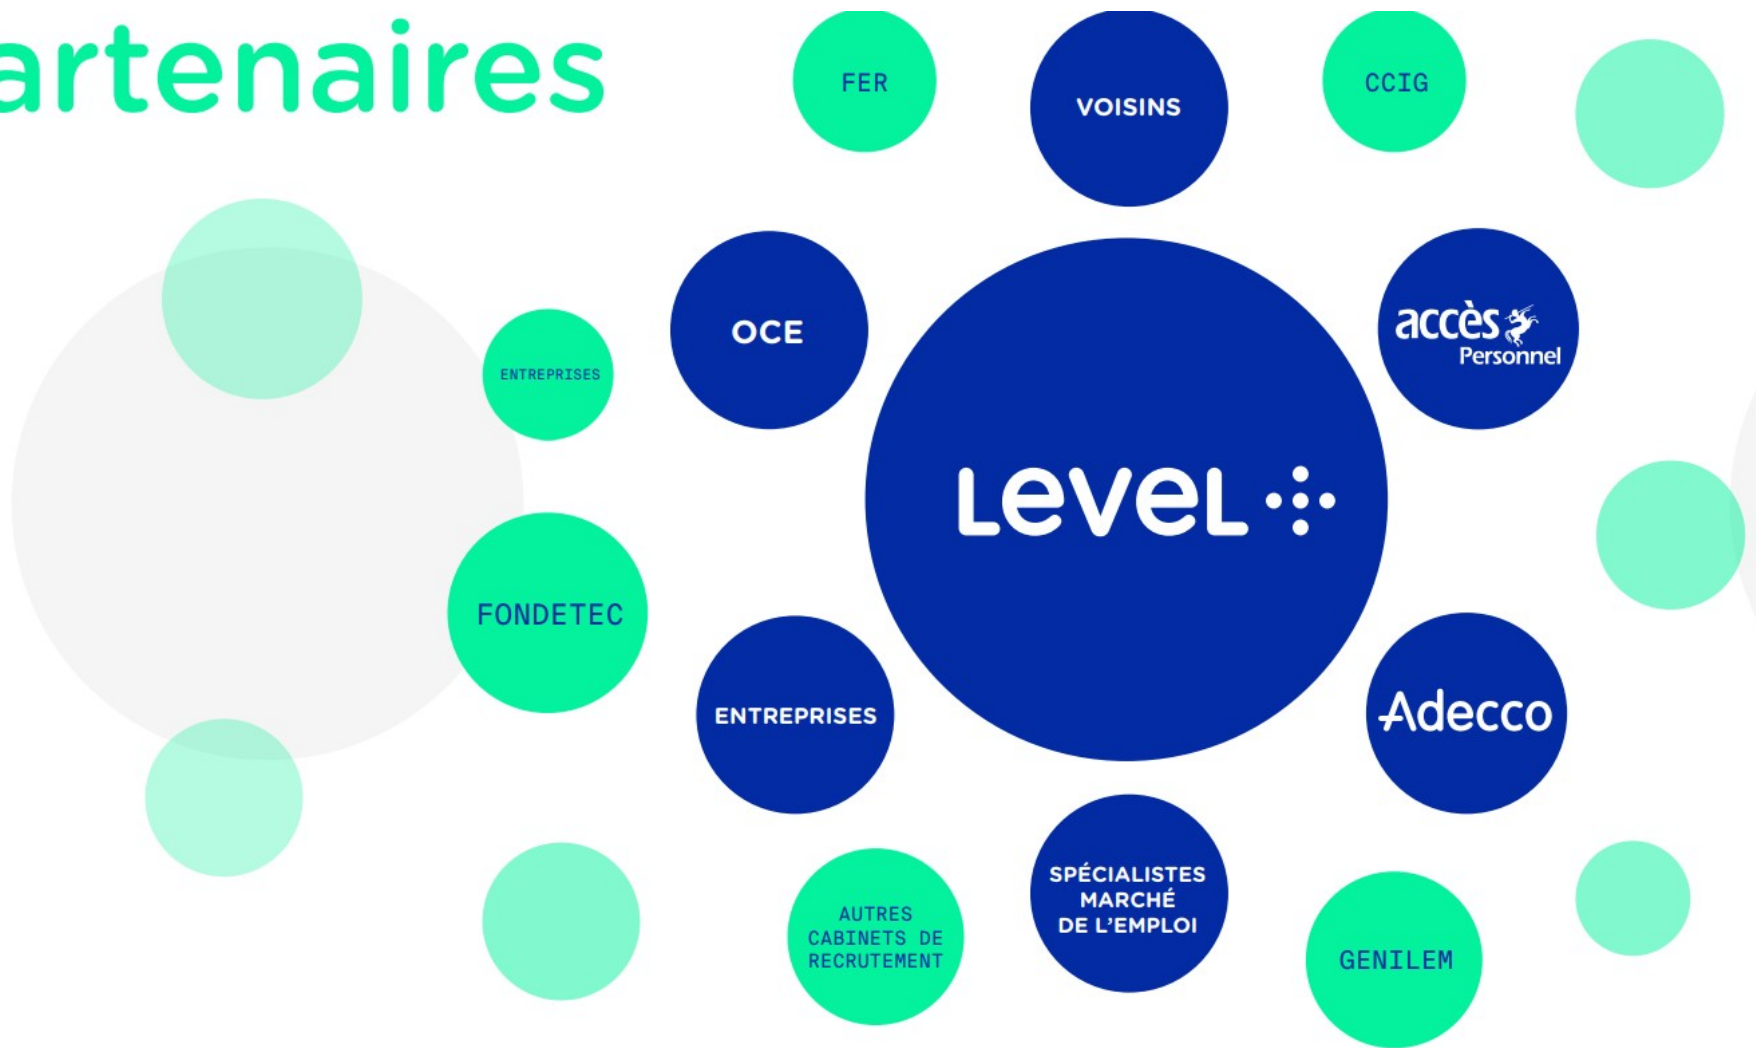 artenaires
FER
VOISINS
CCIG
OCE
accès
Personnel
ENTREPRISES
LEVEL
FONDETEC
ENTREPRISES
Adecco
SPÉCIALISTES
MARCHÉ
DE L'EMPLOI
AUTRES
CABINETS DE
RECRUTEMENT
GENILEM